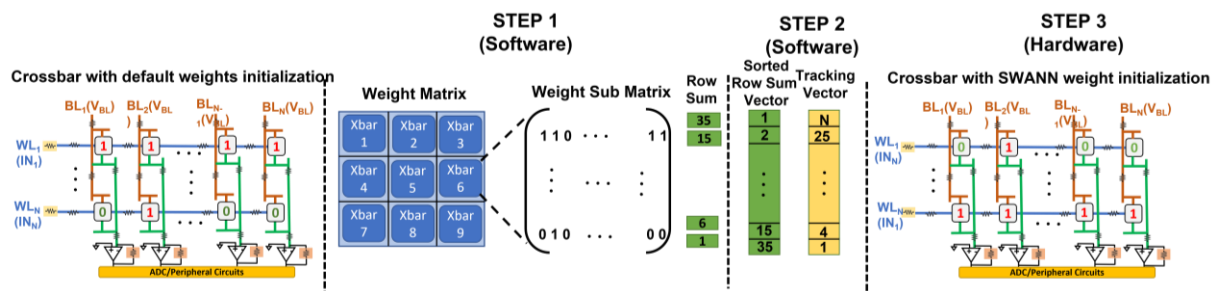 STEP 1
(Software)
STEP 2
(Software)
STEP 3
(Hardware)
Crossbar with default weights initialization
BL1(VBL)
BL2(VBL
)
BLN-
1(VBL)
BLN(VBL)
WL1
(IN1)
1 1 1 1
WLN
(INN)
0 1 0 0
ADC/Peripheral Circuits
Weight Matrix
Xbar
1
Xbar
2
Xbar
3
Xbar
4
Xbar
5
Xbar
6
Xbar
7
Xbar
8
Xbar
9
Weight Sub Matrix
1 1 0 ... 1 1
0 1 0 ... 0 0
Row
Sum
35
15
6
1
Sorted
Row Sum
Vector
1
2
15
35
Tracking
Vector
N
25
4
1
Crossbar with SWANN weight initialization
BL1(VBL)
BL2(VBL
)
BLN-
1(VBL)
BLN(VBL)
WL1
(INN)
0 1 0 0
WLN
(IN1)
1 1 1 1
ADC/Peripheral Circuits